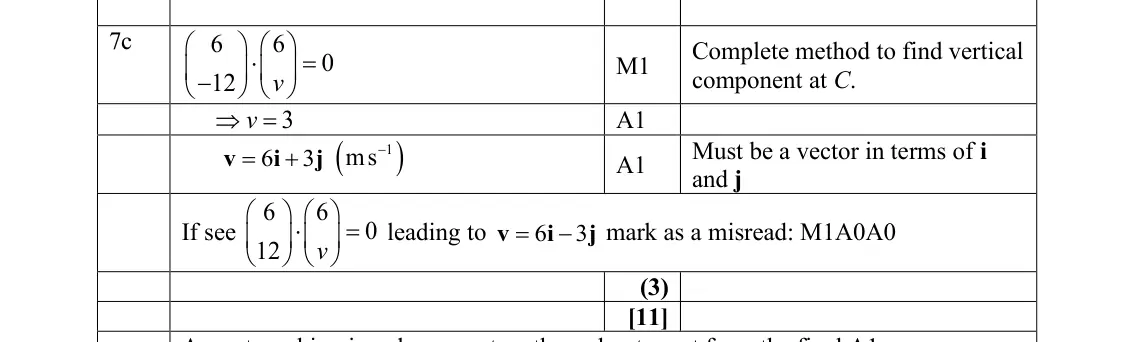 7c
(6 -12) · (6 v) = 0
M1
Complete method to find vertical
component at C.
⇒ v = 3
A1
v = 6i + 3j (m s⁻¹)
A1
Must be a vector in terms of i
and j
If see (6 12) · (6 v) = 0 leading to v = 6i − 3j mark as a misread: M1A0A0
(3)
[11]